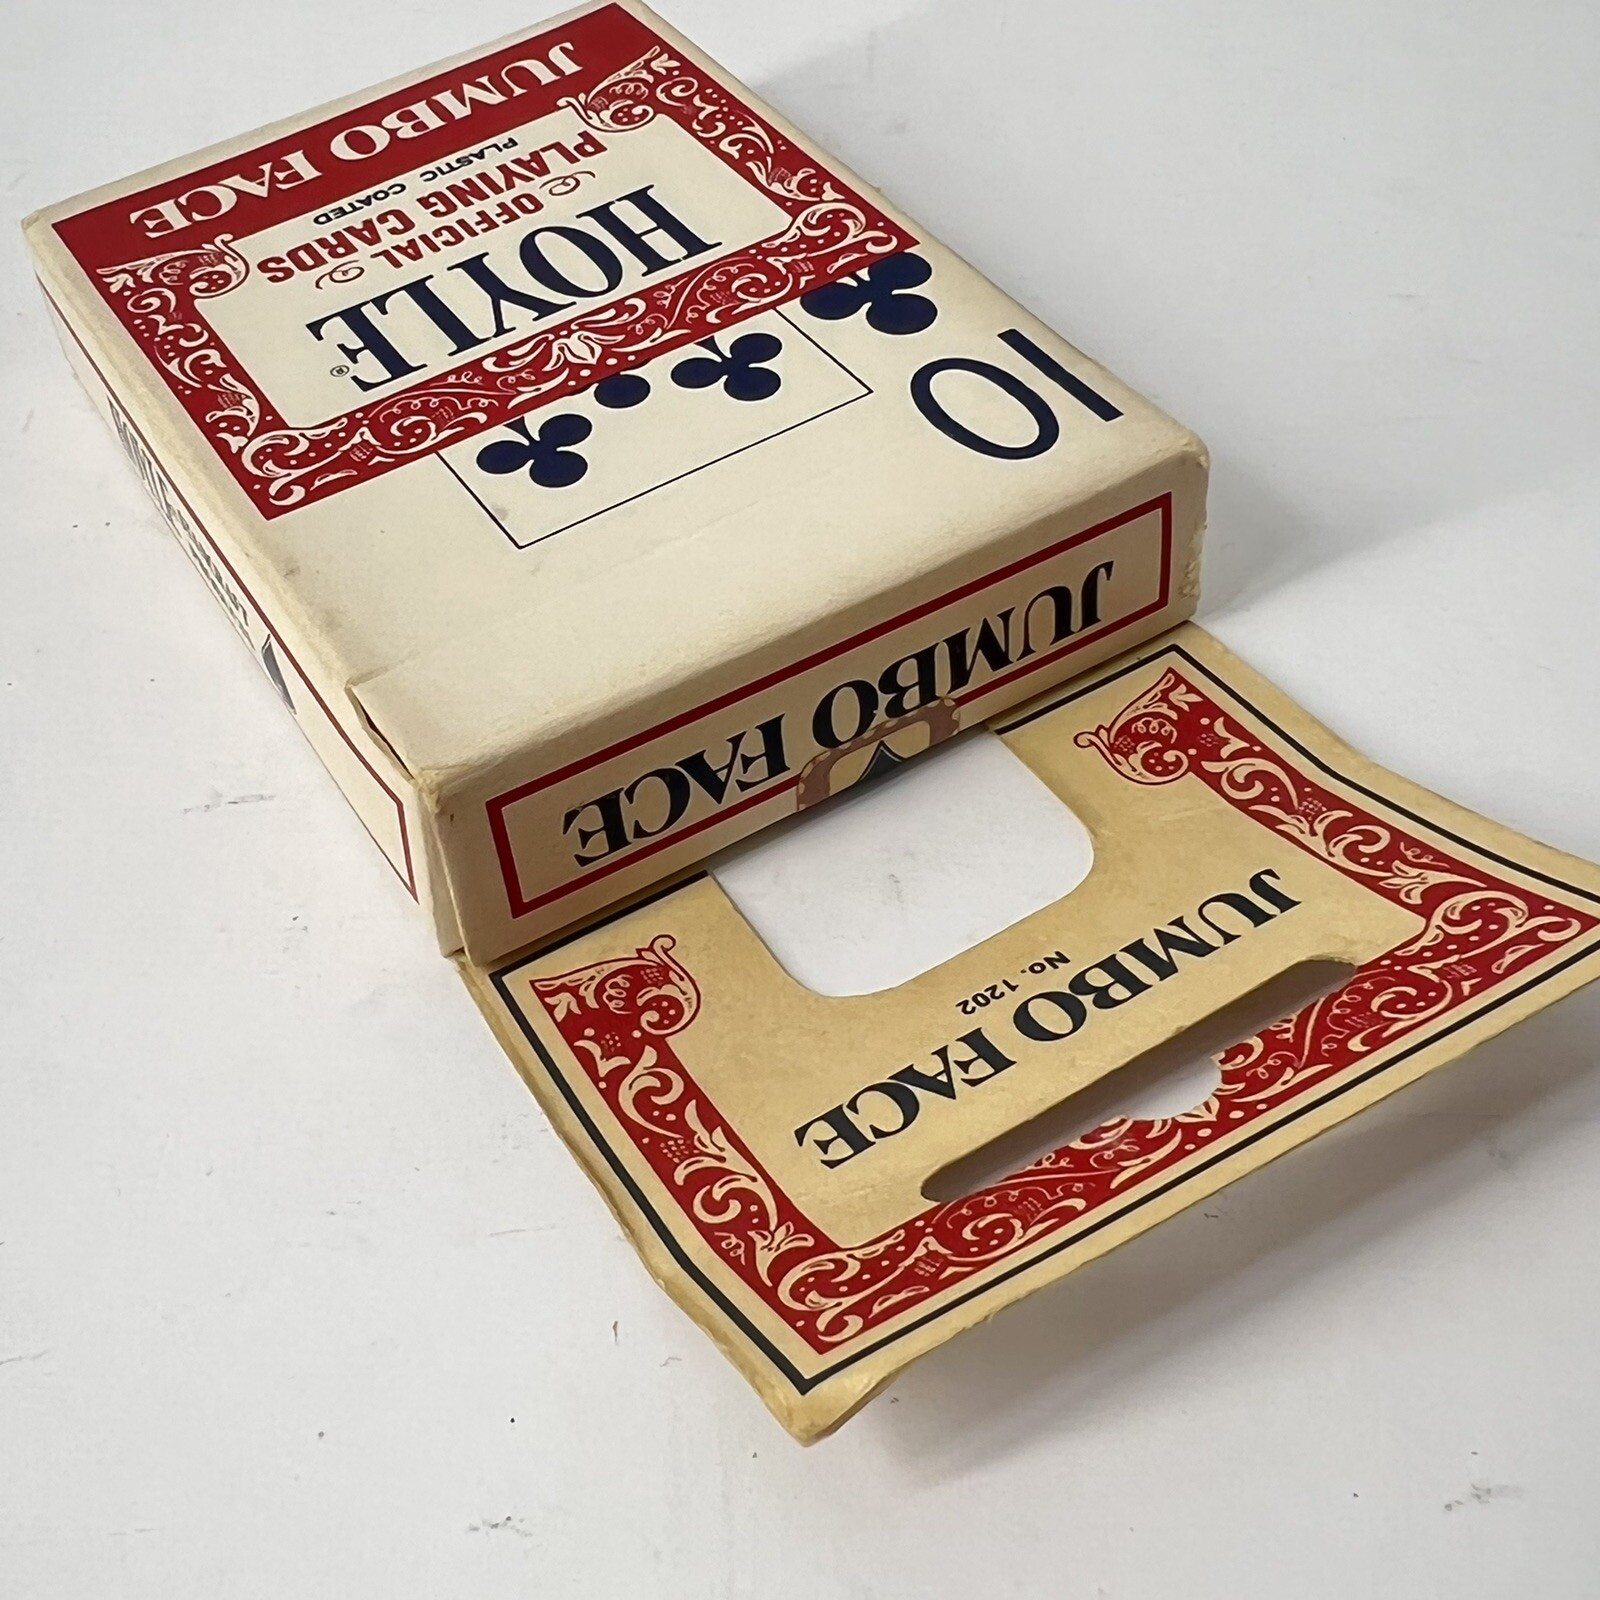 10
HOYLE®
OFFICIAL
PLAYING CARDS
PLASTIC COATED
JUMBO FACE
JUMBO FACE
JUMBO FACE
No. 1202